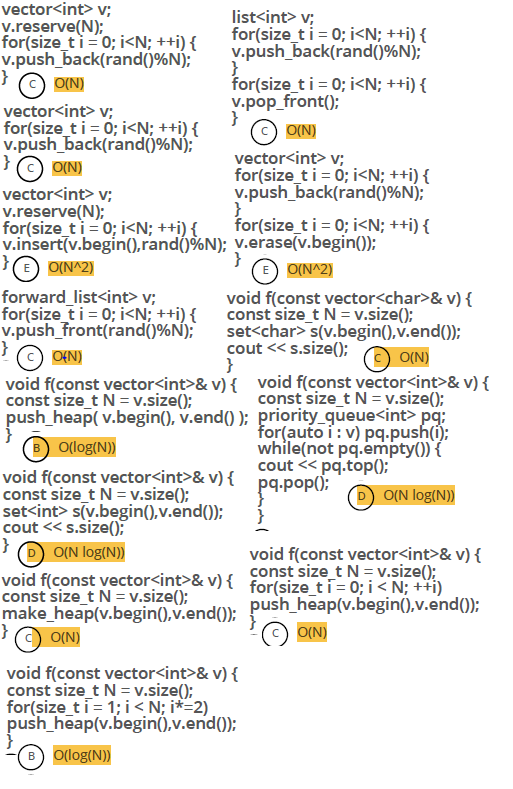 vector<int> v;
v.reserve(N);
for(size_t i = 0; i<N; ++i) {
v.push_back(rand()%N);
}
C O(N)
vector<int> v;
for(size_t i = 0; i<N; ++i) {
v.push_back(rand()%N);
}
C O(N)
vector<int> v;
v.reserve(N);
for(size_t i = 0; i<N; ++i) {
v.insert(v.begin(),rand()%N);
}
E O(N^2)
forward_list<int> v;
for(size_t i = 0; i<N; ++i) {
v.push_front(rand()%N);
}
C O(N)
void f(const vector<int>& v) {
const size_t N = v.size();
push_heap( v.begin(), v.end() );
}
B O(log(N))
void f(const vector<int>& v) {
const size_t N = v.size();
set<int> s(v.begin(),v.end());
cout << s.size();
}
D O(N log(N))
void f(const vector<int>& v) {
const size_t N = v.size();
make_heap(v.begin(),v.end());
}
C O(N)
void f(const vector<int>& v) {
const size_t N = v.size();
for(size_t i = 1; i < N; i*=2)
push_heap(v.begin(),v.end());
}
B O(log(N))
list<int> v;
for(size_t i = 0; i<N; ++i) {
v.push_back(rand()%N);
}
for(size_t i = 0; i<N; ++i) {
v.pop_front();
}
C O(N)
vector<int> v;
for(size_t i = 0; i<N; ++i) {
v.push_back(rand()%N);
}
for(size_t i = 0; i<N; ++i) {
v.erase(v.begin());
}
E O(N^2)
void f(const vector<char>& v) {
const size_t N = v.size();
set<char> s(v.begin(),v.end());
cout << s.size();
}
C O(N)
void f(const vector<int>& v) {
const size_t N = v.size();
priority_queue<int> pq;
for(auto i : v) pq.push(i);
while(not pq.empty()) {
cout << pq.top();
pq.pop();
}
}
D O(N log(N))
void f(const vector<int>& v) {
const size_t N = v.size();
for(size_t i = 0; i < N; ++i)
push_heap(v.begin(),v.end());
}
C O(N)